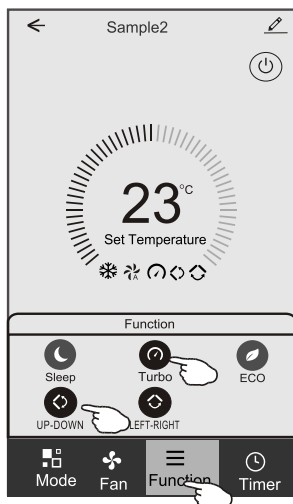 Sample2
23°C
Set Temperature
A
Function
Sleep Turbo ECO
UP-DOWN LEFT-RIGHT
Mode Fan Function Timer